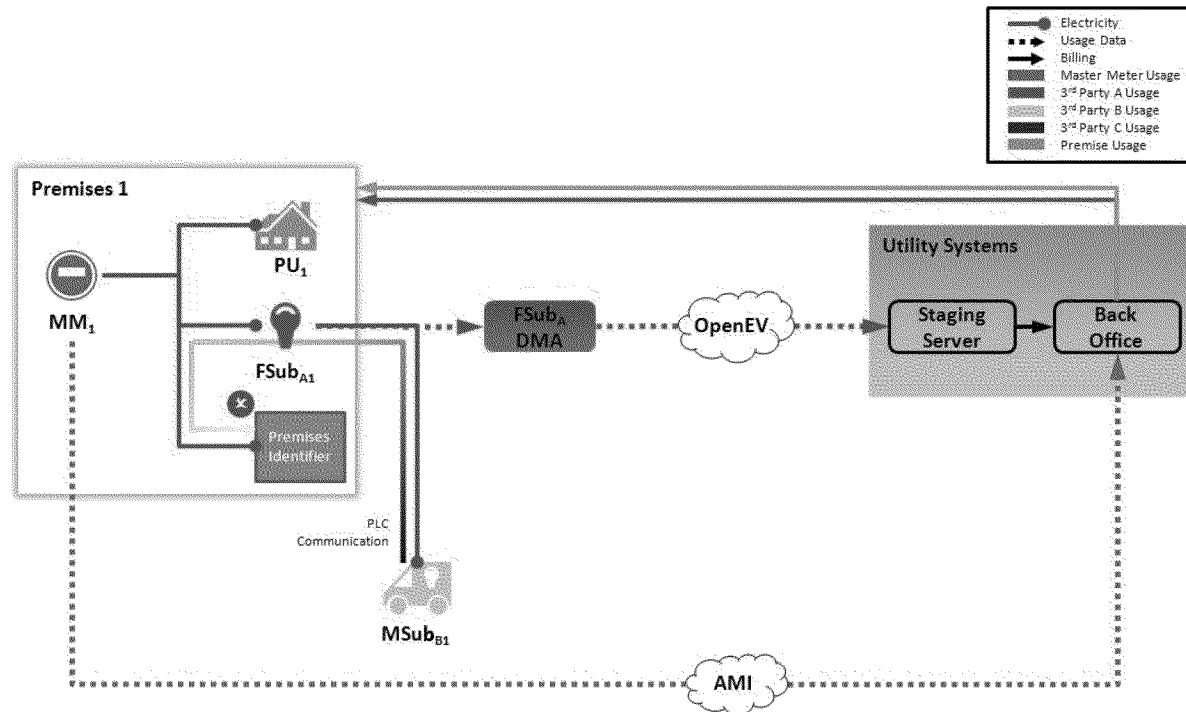 Electricity
Usage Data
Billing
Master Meter Usage
3rd Party A Usage
3rd Party B Usage
3rd Party C Usage
Premise Usage
Premises 1
PU1
MM1
FSubA1
Premises
Identifier
PLC
Communication
MSubB1
FSubA
DMA
OpenEV
Utility Systems
Staging
Server
Back
Office
AMI